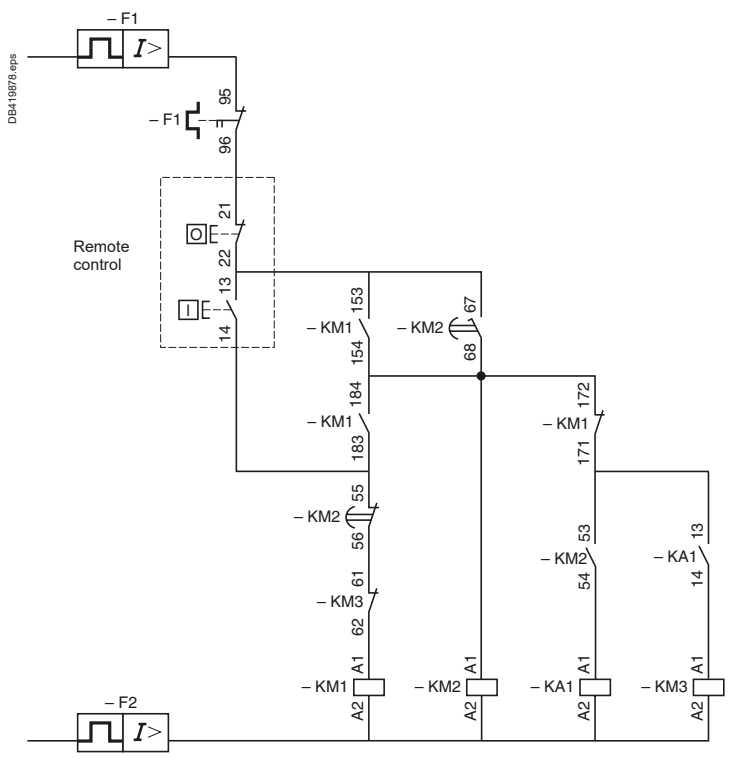 – F1
I >
DB419878.eps
95
– F1
96
Remote
control
21
O
22
13
I
14
153
– KM1
154
67
– KM2
68
184
– KM1
183
172
– KM1
171
55
– KM2
56
61
– KM3
62
53
– KM2
54
13
– KA1
14
A1
– KM1
A2
A1
– KM2
A2
A1
– KA1
A2
A1
– KM3
A2
– F2
I >